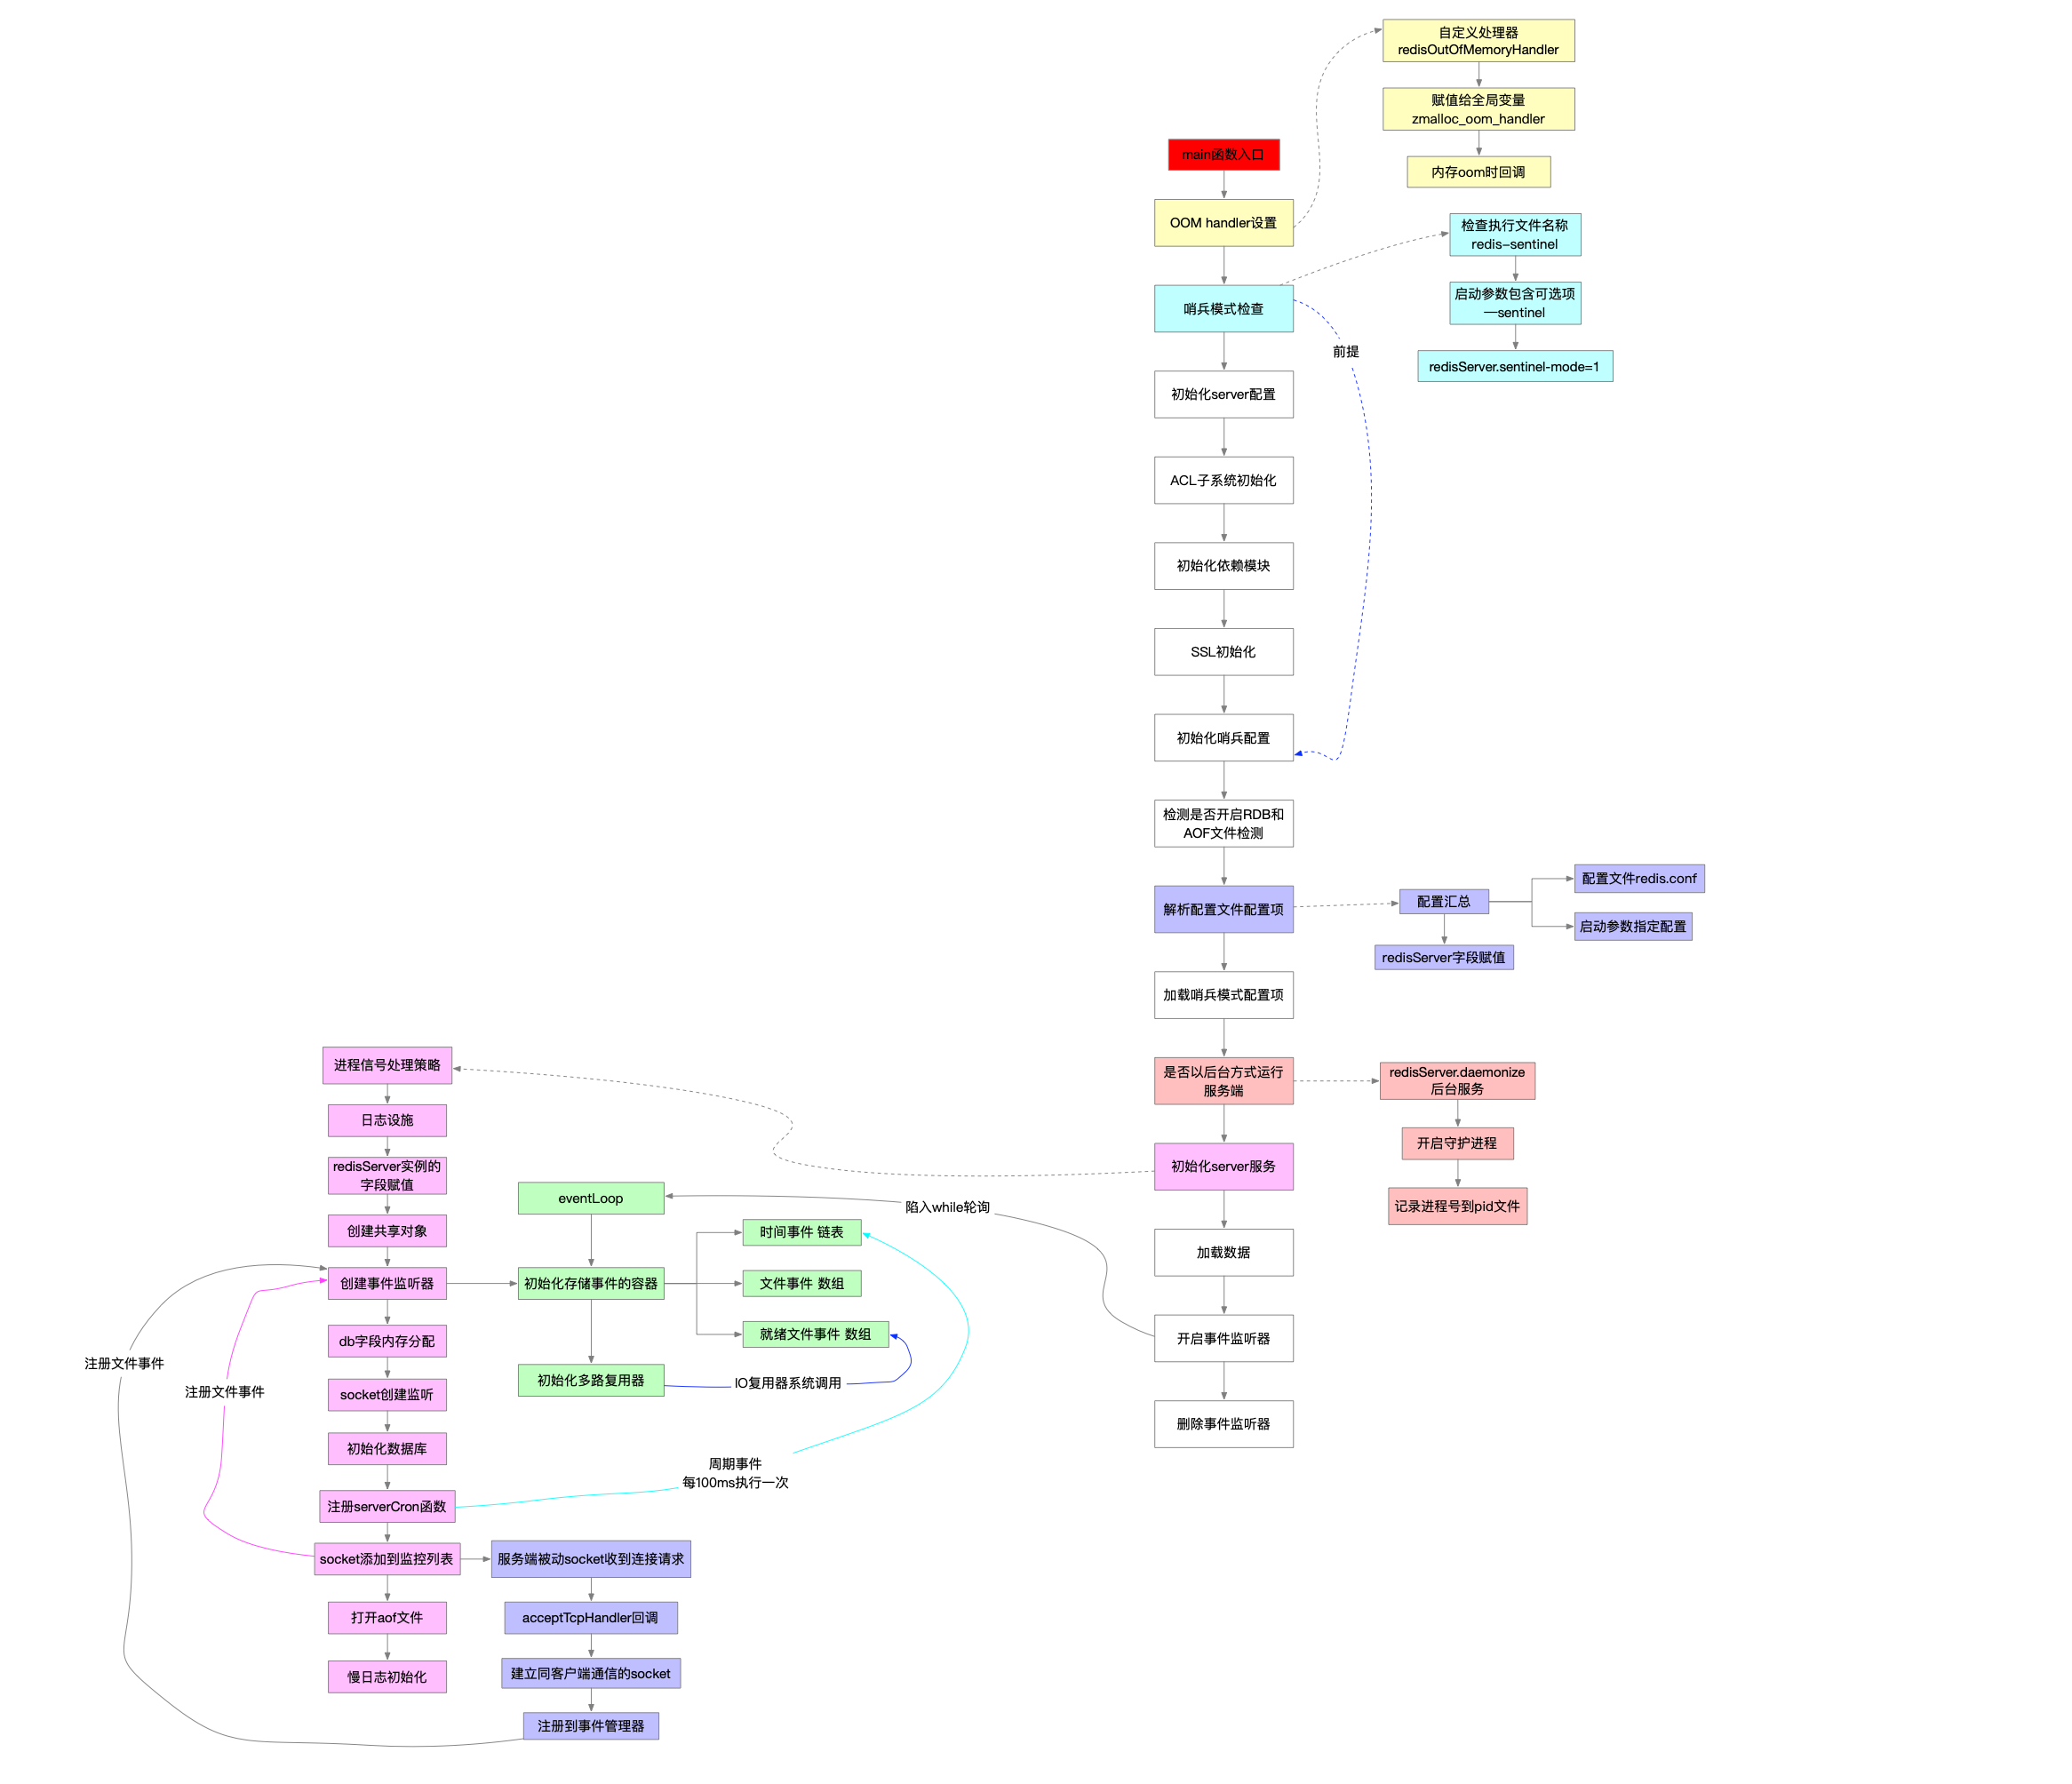 自定义处理器
redisOutOfMemoryHandler
赋值给全局变量
zmalloc_oom_handler
内存oom时回调
main函数入口
OOM handler设置
检查执行文件名称
redis-sentinel
启动参数包含可选项
—sentinel
redisServer.sentinel-mode=1
哨兵模式检查
前提
初始化server配置
ACL子系统初始化
初始化依赖模块
SSL初始化
初始化哨兵配置
检测是否开启RDB和
AOF文件检测
解析配置文件配置项
配置汇总
配置文件redis.conf
启动参数指定配置
redisServer字段赋值
加载哨兵模式配置项
是否以后台方式运行
服务端
redisServer.daemonize
后台服务
开启守护进程
记录进程号到pid文件
初始化server服务
加载数据
开启事件监听器
删除事件监听器
陷入while轮询
进程信号处理策略
日志设施
redisServer实例的
字段赋值
创建共享对象
创建事件监听器
db字段内存分配
socket创建监听
初始化数据库
注册serverCron函数
socket添加到监控列表
打开aof文件
慢日志初始化
注册文件事件
注册文件事件
eventLoop
初始化存储事件的容器
初始化多路复用器
时间事件 链表
文件事件 数组
就绪文件事件 数组
IO复用器系统调用
周期事件
每100ms执行一次
服务端被动socket收到连接请求
acceptTcpHandler回调
建立同客户端通信的socket
注册到事件管理器